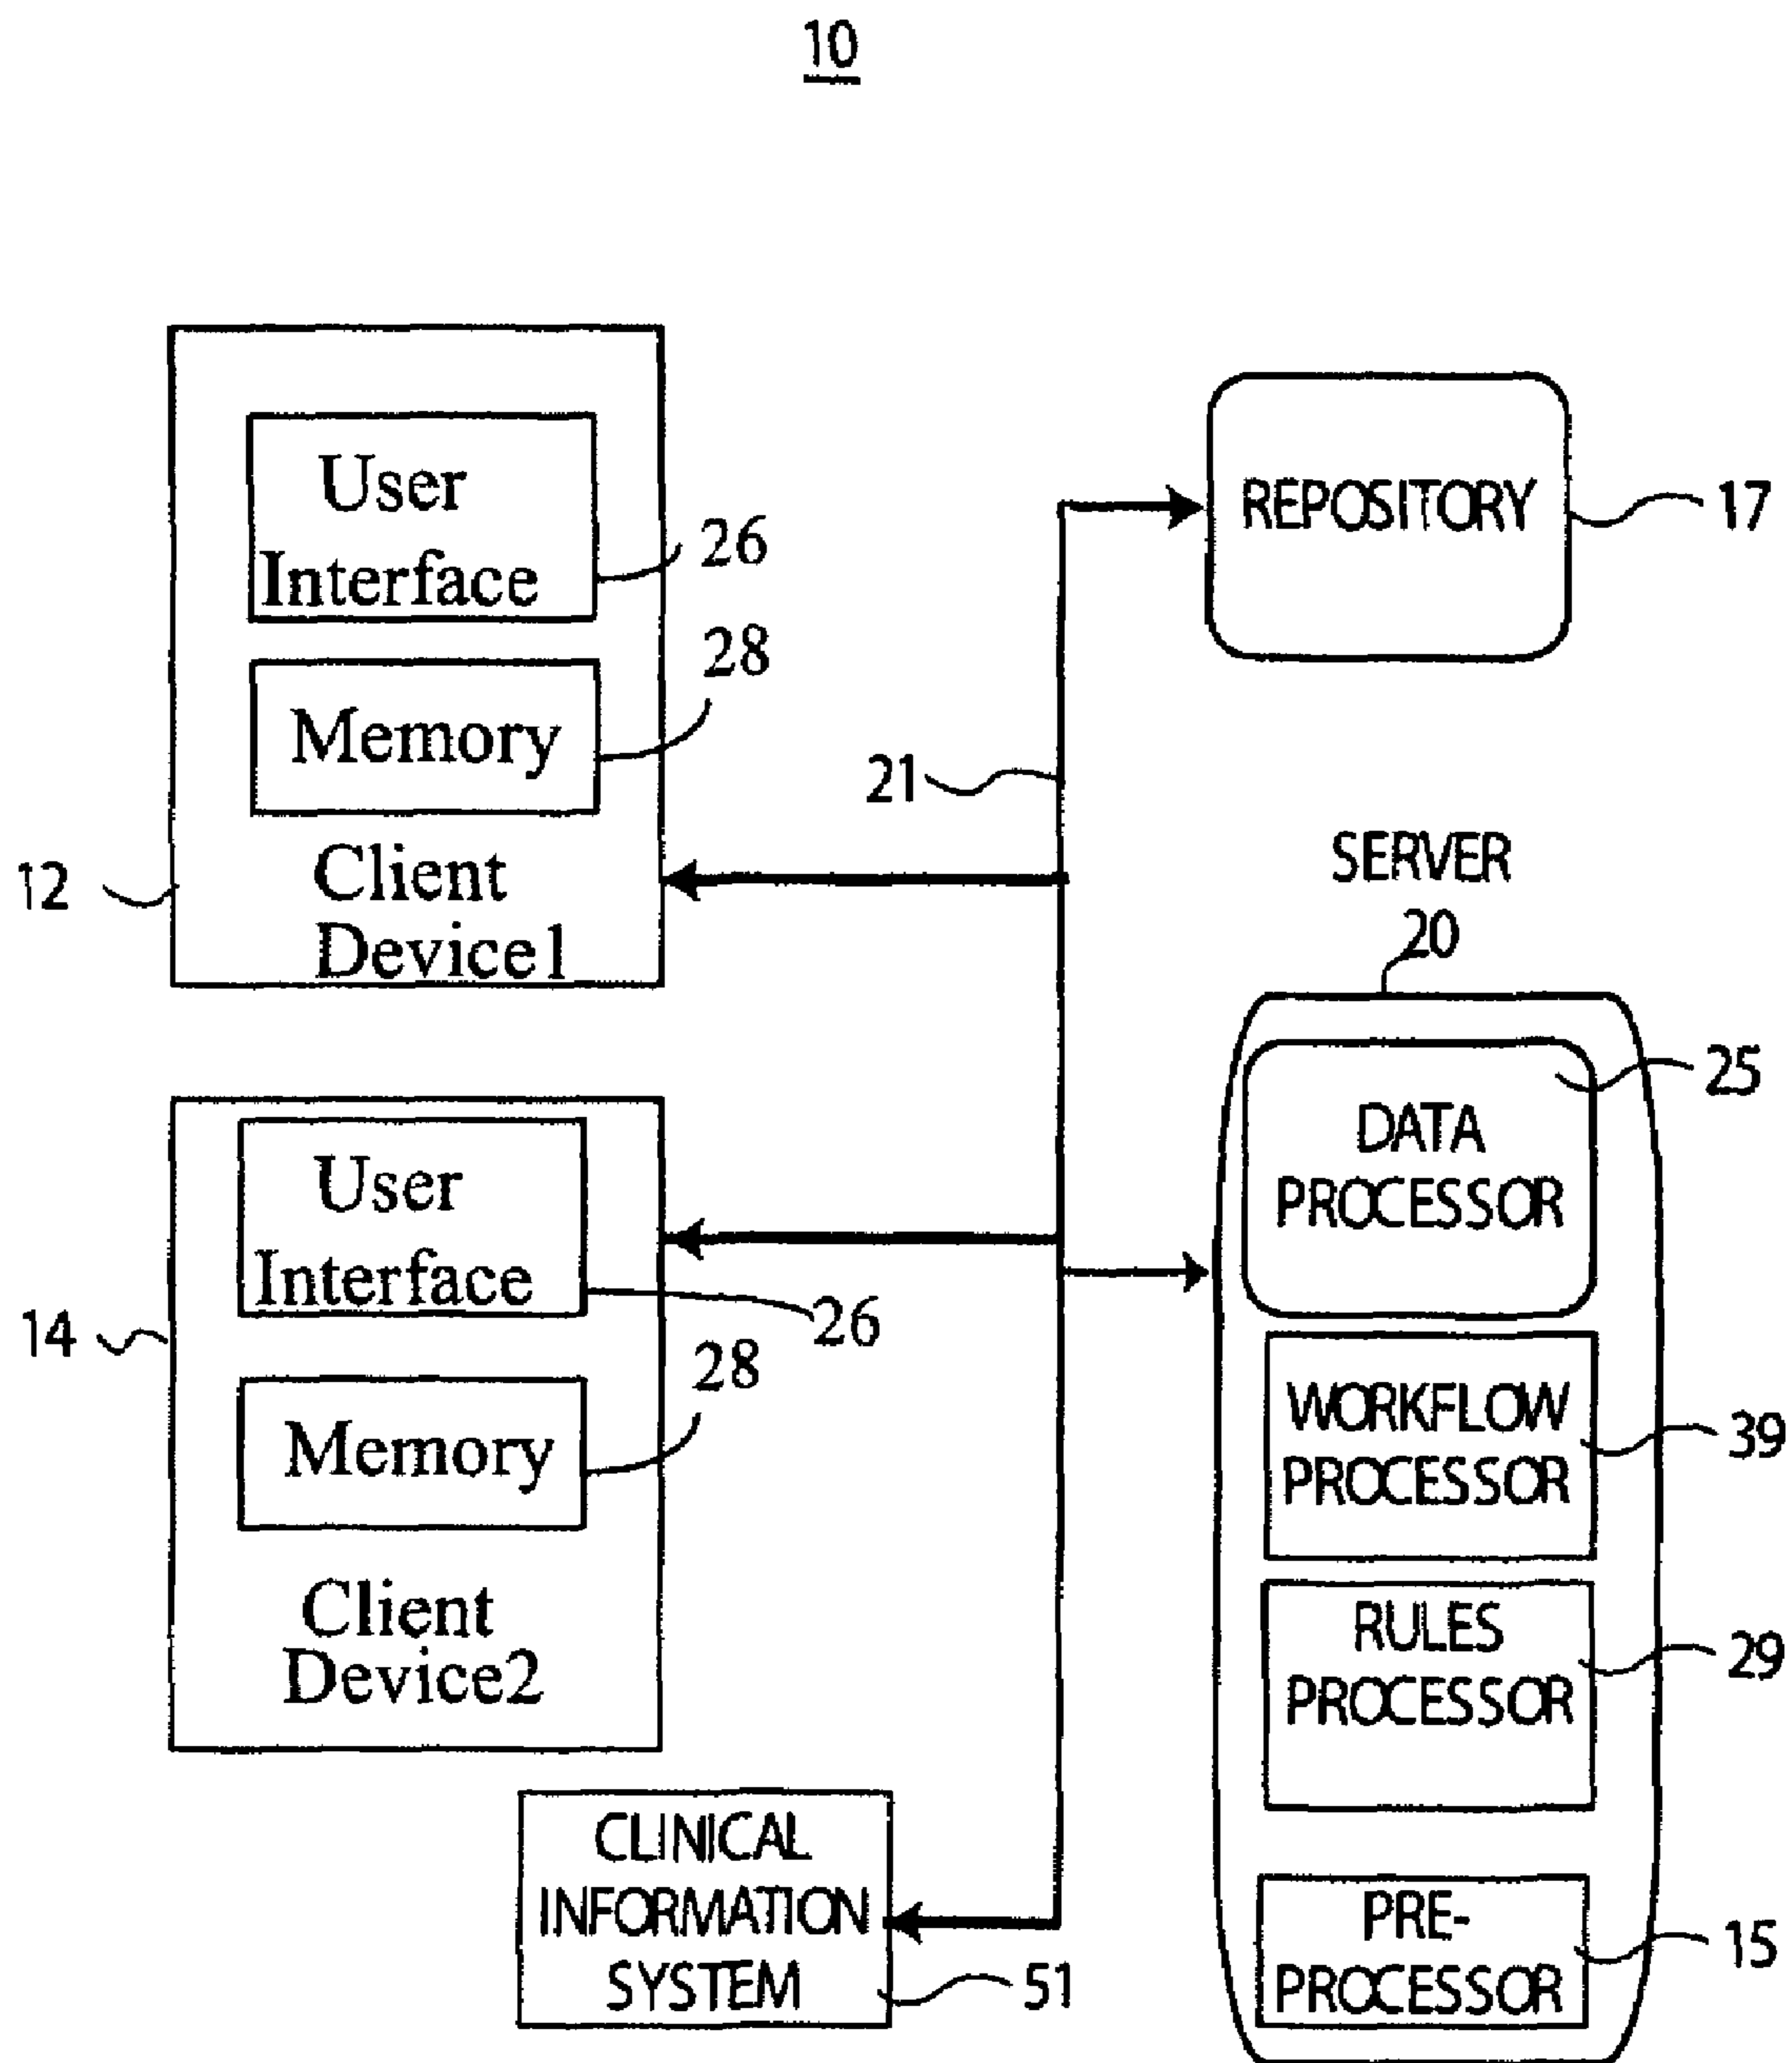 10
User
Interface
26
Memory
28
Client
Device1
12
REPOSITORY
17
21
SERVER
20
DATA
PROCESSOR
25
WORKFLOW
PROCESSOR
39
RULES
PROCESSOR
29
PRE-
PROCESSOR
15
User
Interface
26
Memory
28
Client
Device2
14
CLINICAL
INFORMATION
SYSTEM
51